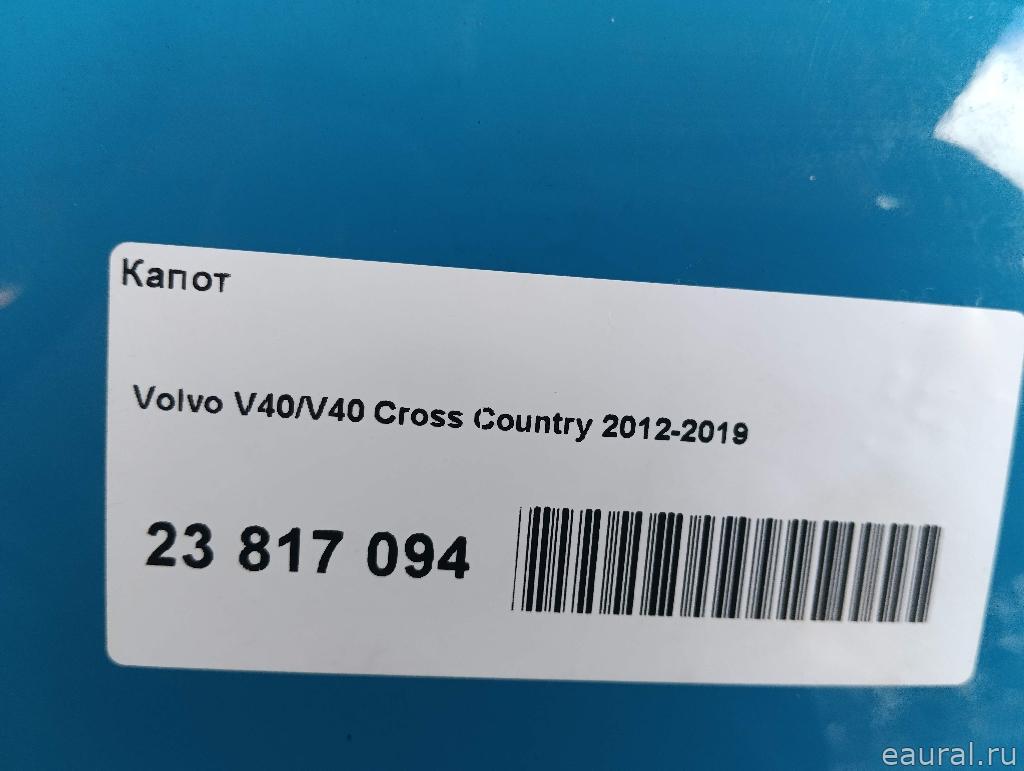 Капот
Volvo V40/V40 Cross Country 2012-2019
23 817 094
eaural.ru